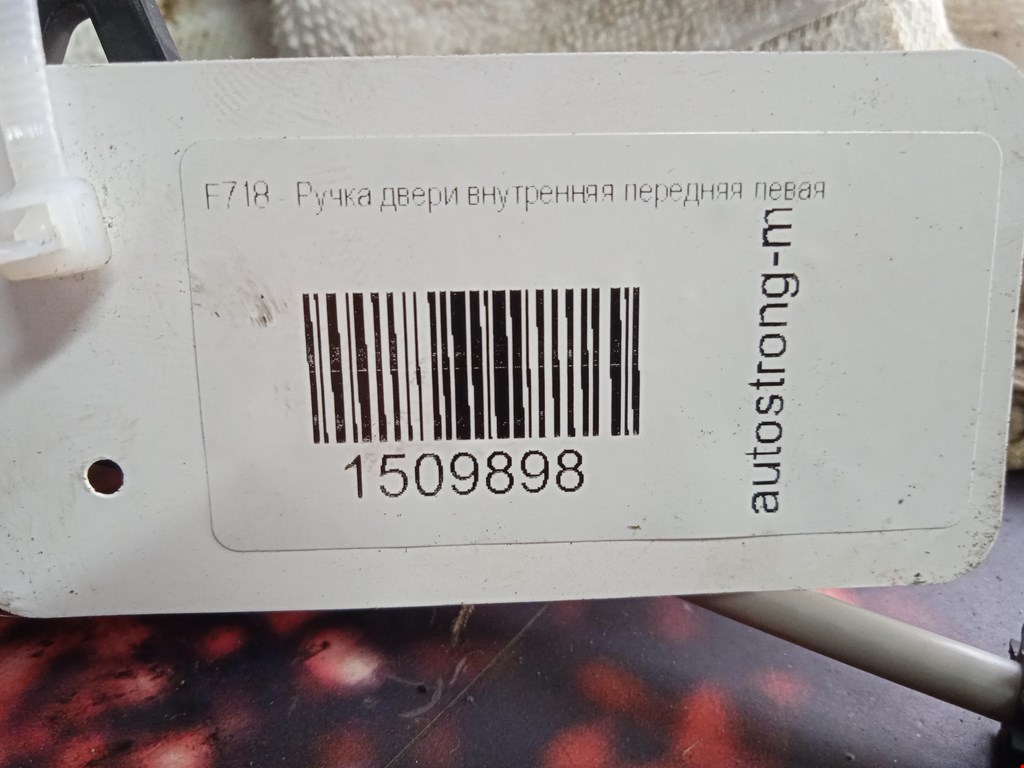 F718 - Ручка двери внутренняя передняя левая
autostrong-m
1509898